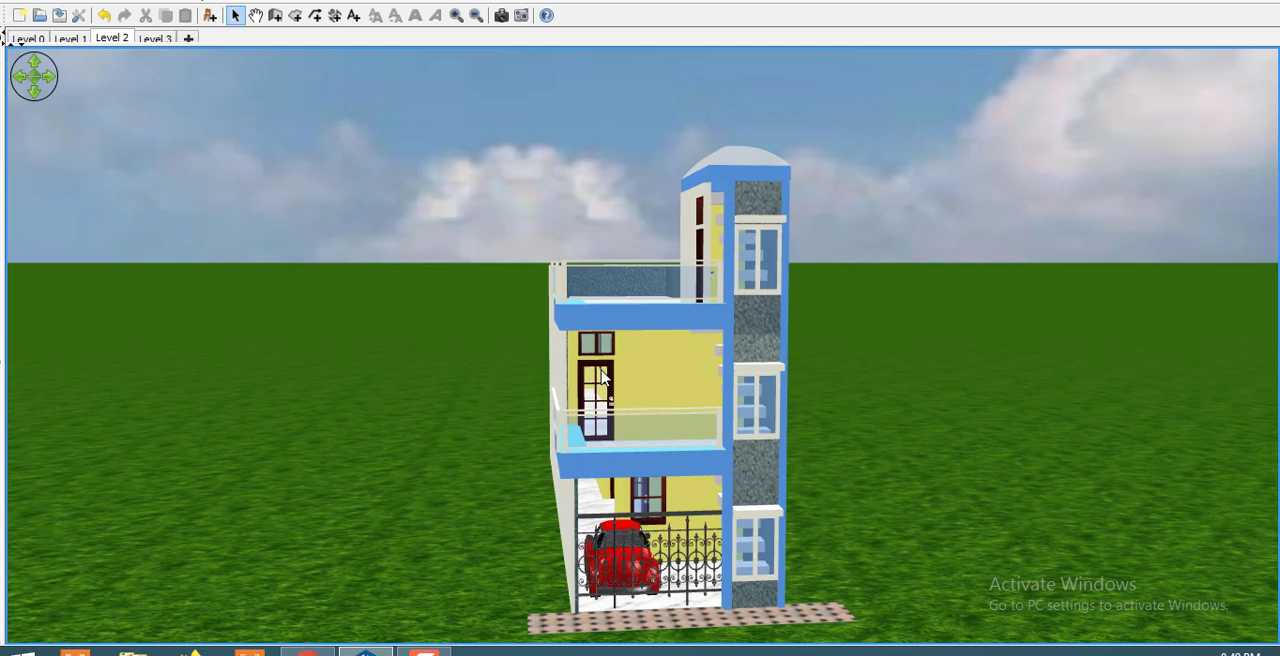 Level 0 Level 1 Level 2 Level 3
Activate Windows
Go to PC settings to activate Windows.